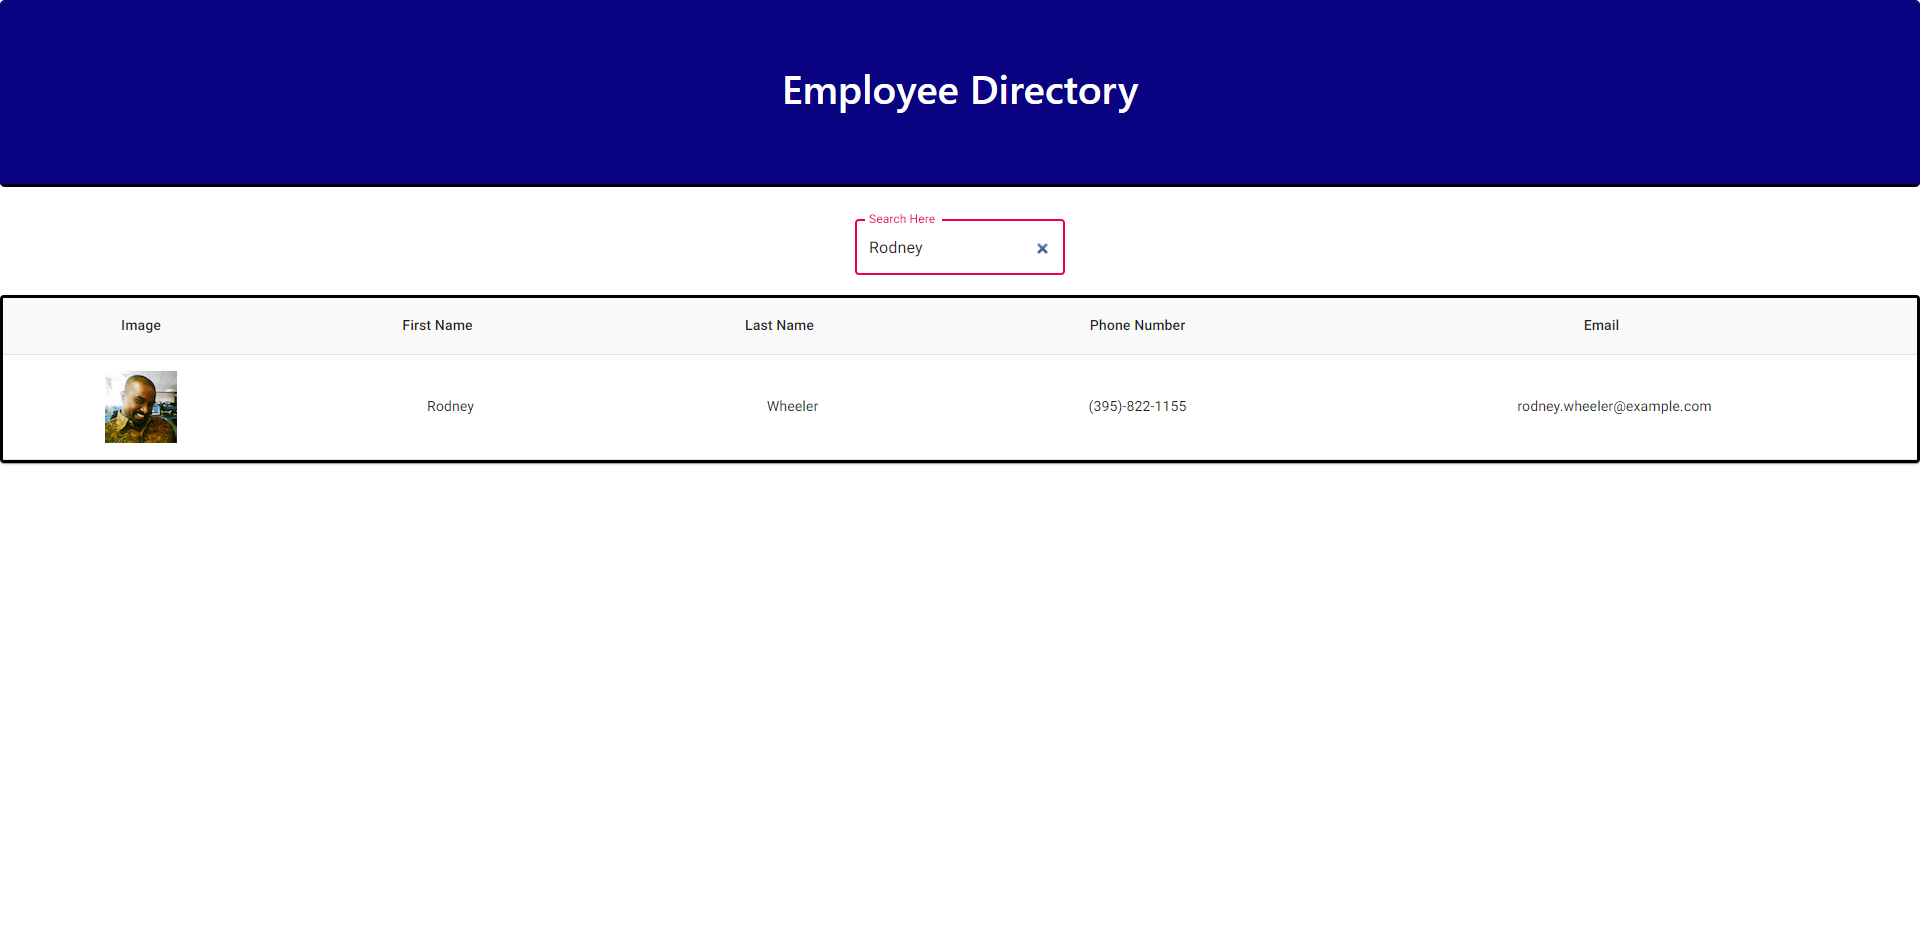 Employee Directory
Search Here
Rodney
Image First Name Last Name Phone Number Email
Rodney Wheeler (395)-822-1155 rodney.wheeler@example.com